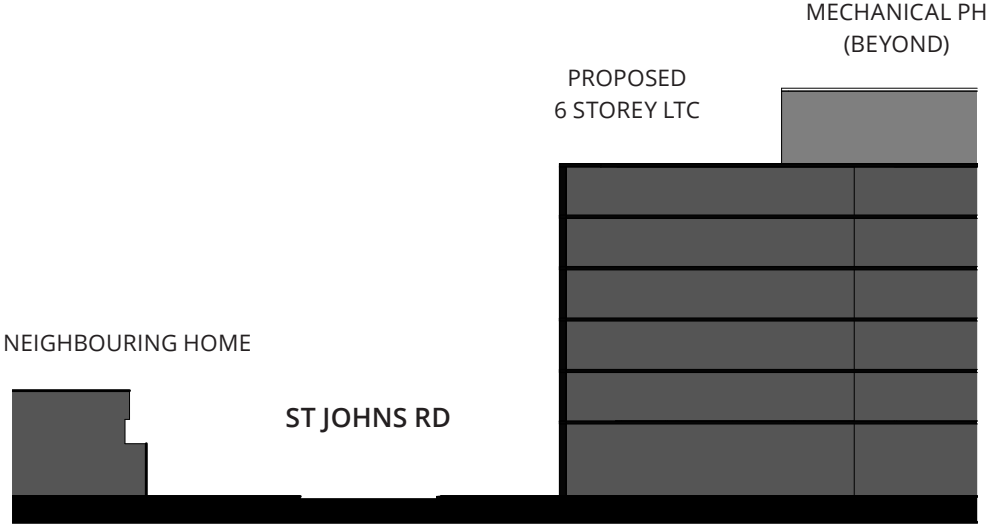 MECHANICAL PH
(BEYOND)
PROPOSED
6 STOREY LTC
NEIGHBOURING HOME
ST JOHNS RD